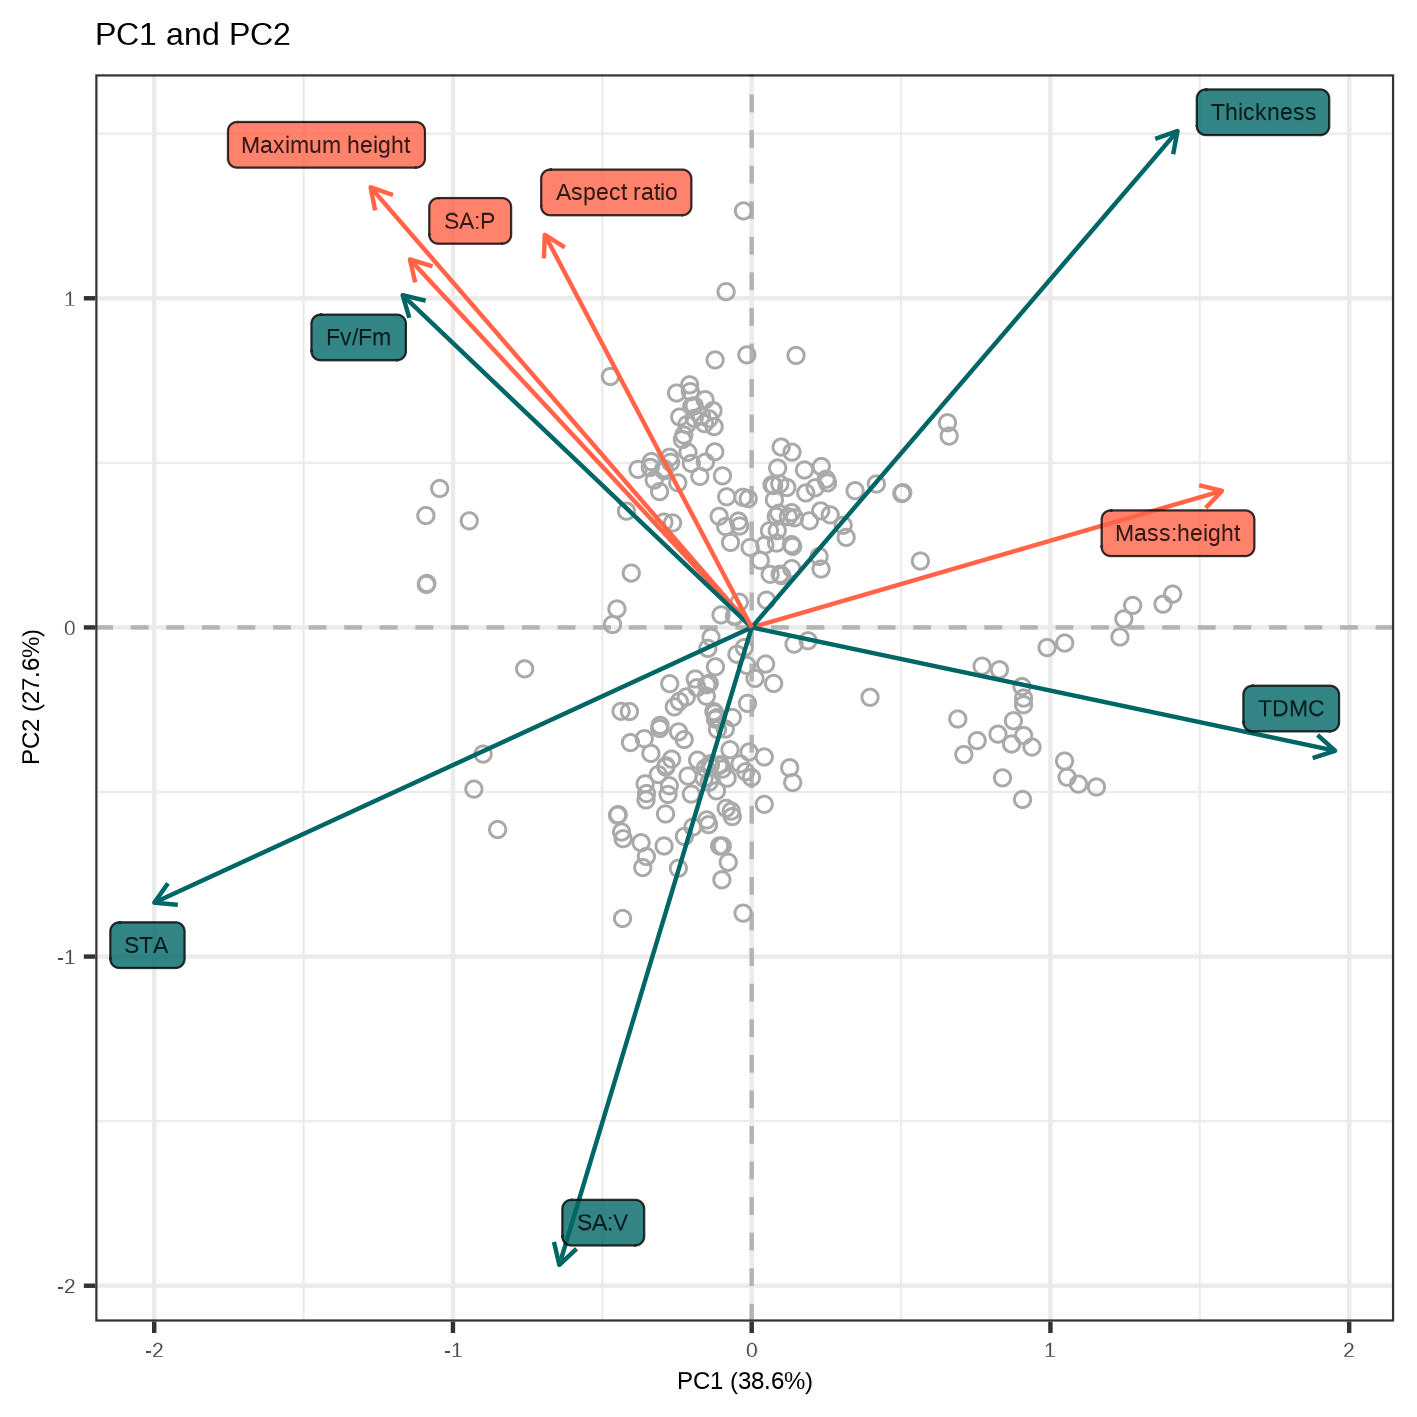 PC1 and PC2
Thickness
Maximum height
Aspect ratio
SA:P
1
Fv/Fm
Mass:height
0
TDMC
PC2 (27.6%)
STA
-1
SA:V
-2
-2
-1
0
1
2
PC1 (38.6%)